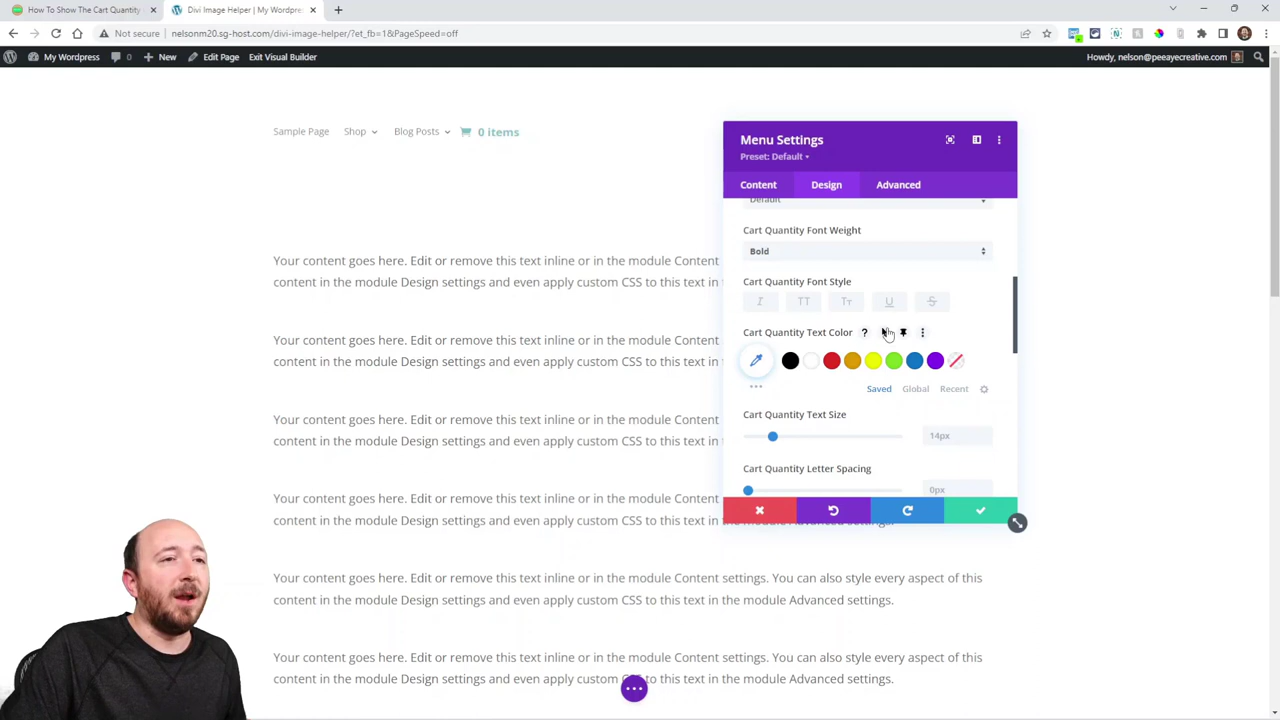 How To Show The Cart Quantity
Divi Image Helper | My Wordpre
Not secure | nelsonm20.sg-host.com/divi-image-helper/?et_fb=1&PageSpeed=off
My Wordpress 0 New Edit Page Exit Visual Builder Howdy, nelson@peeayecreative.com
Sample Page Shop Blog Posts 0 items
Menu Settings
Preset: Default
Content Design Advanced
Default
Cart Quantity Font Weight
Bold
Cart Quantity Font Style
I TT Tт U S
Cart Quantity Text Color ?
Saved Global Recent
Cart Quantity Text Size
14px
Cart Quantity Letter Spacing
0px
Your content goes here. Edit or remove this text inline or in the module Content
content in the module Design settings and even apply custom CSS to this text in the
Your content goes here. Edit or remove this text inline or in the module Content
content in the module Design settings and even apply custom CSS to this text in the
Your content goes here. Edit or remove this text inline or in the module Content
content in the module Design settings and even apply custom CSS to this text in the
Your content goes here. Edit or remove this text inline or in the module Content
content in the module Design settings and even apply custom CSS to this text in the module Advanced settings.
Your content goes here. Edit or remove this text inline or in the module Content settings. You can also style every aspect of this
content in the module Design settings and even apply custom CSS to this text in the module Advanced settings.
Your content goes here. Edit or remove this text inline or in the module Content settings. You can also style every aspect of this
content in the module Design settings and even apply custom CSS to this text in the module Advanced settings.